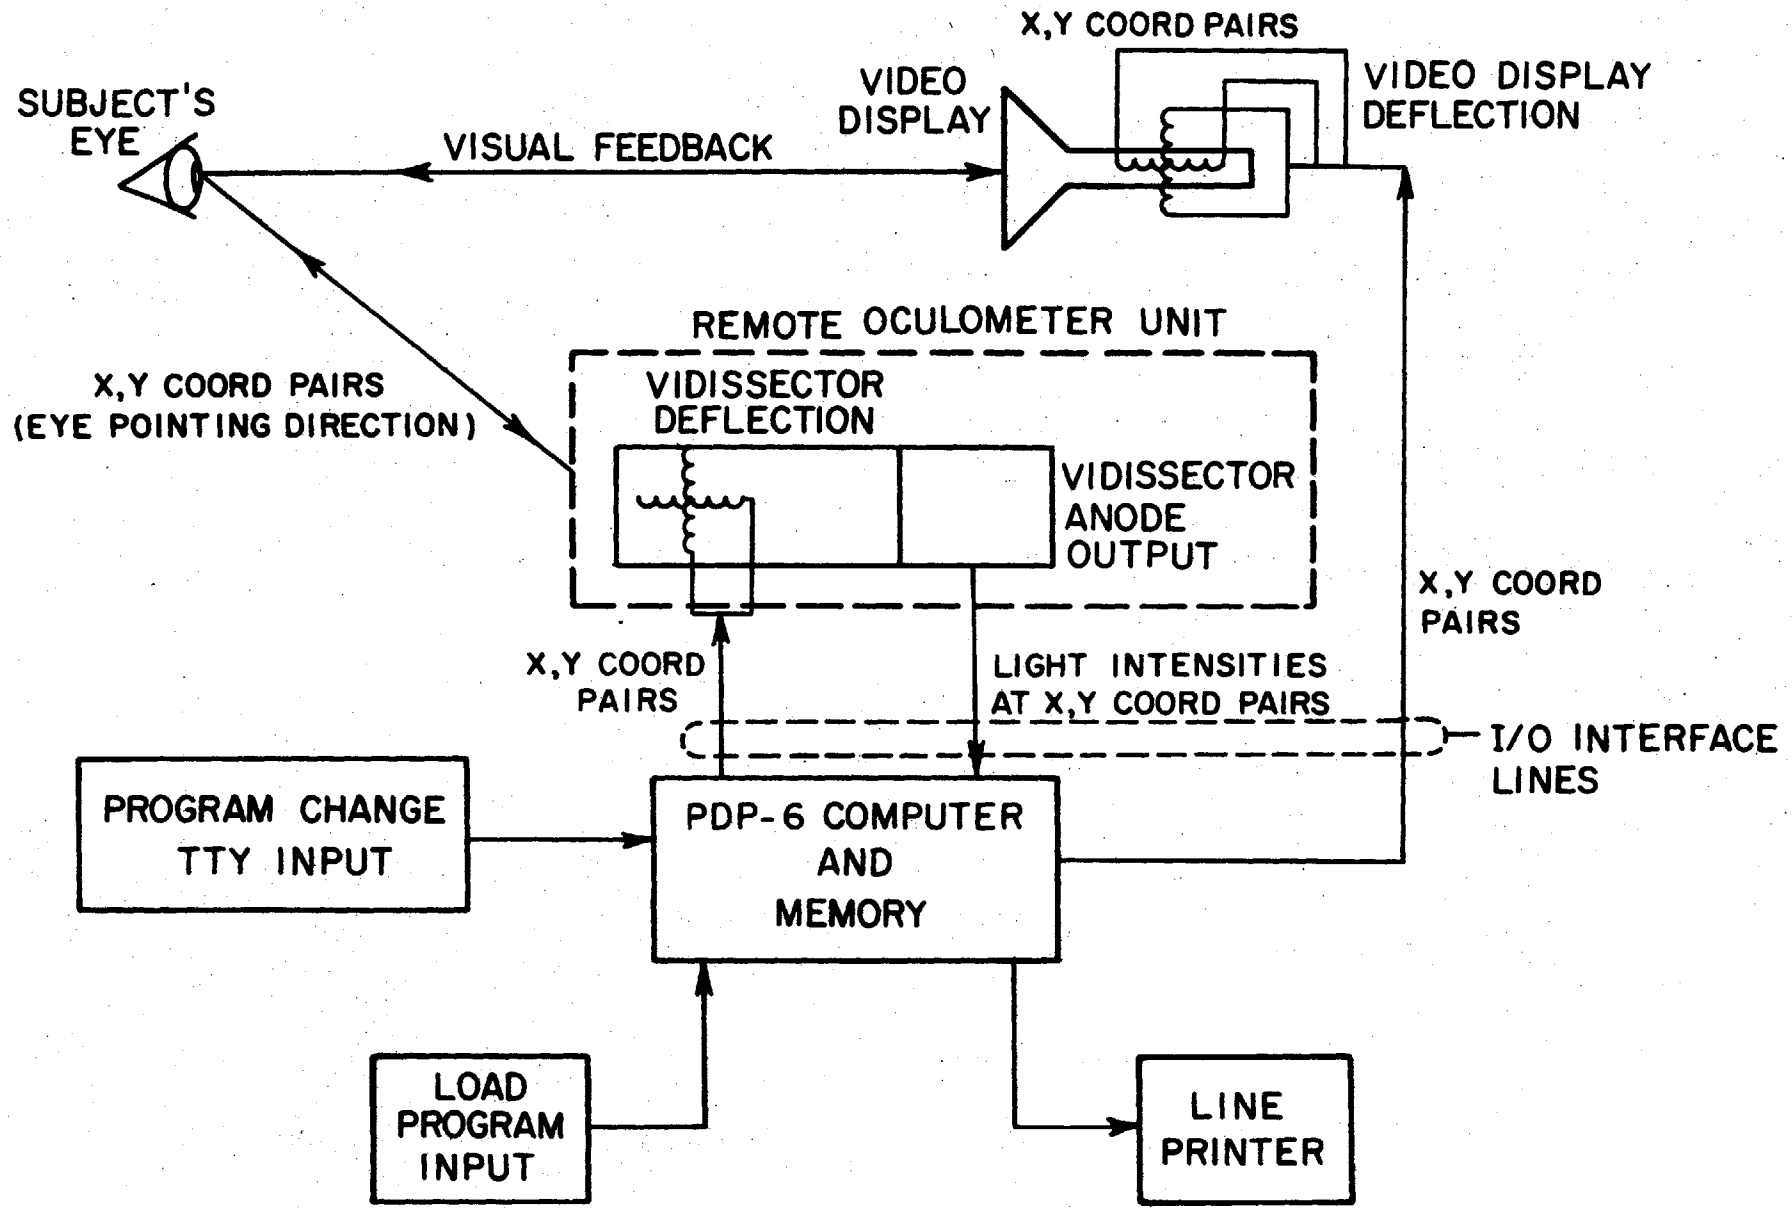 X,Y COORD PAIRS
SUBJECT'S
EYE
VISUAL FEEDBACK
VIDEO
DISPLAY
VIDEO DISPLAY
DEFLECTION
REMOTE OCULOMETER UNIT
X,Y COORD PAIRS
(EYE POINTING DIRECTION)
VIDISSECTOR
DEFLECTION
VIDISSECTOR
ANODE
OUTPUT
X,Y COORD
PAIRS
X,Y COORD
PAIRS
LIGHT INTENSITIES
AT X,Y COORD PAIRS
I/O INTERFACE
LINES
PROGRAM CHANGE
TTY INPUT
PDP-6 COMPUTER
AND
MEMORY
LOAD
PROGRAM
INPUT
LINE
PRINTER